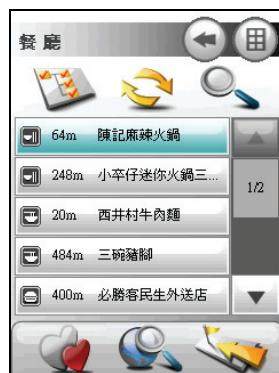 餐廳
64m 陳記麻辣火鍋
248m 小卒仔迷你火鍋三...
1/2
20m 西井村牛肉麵
484m 三碗豬腳
400m 必勝客民生外送店